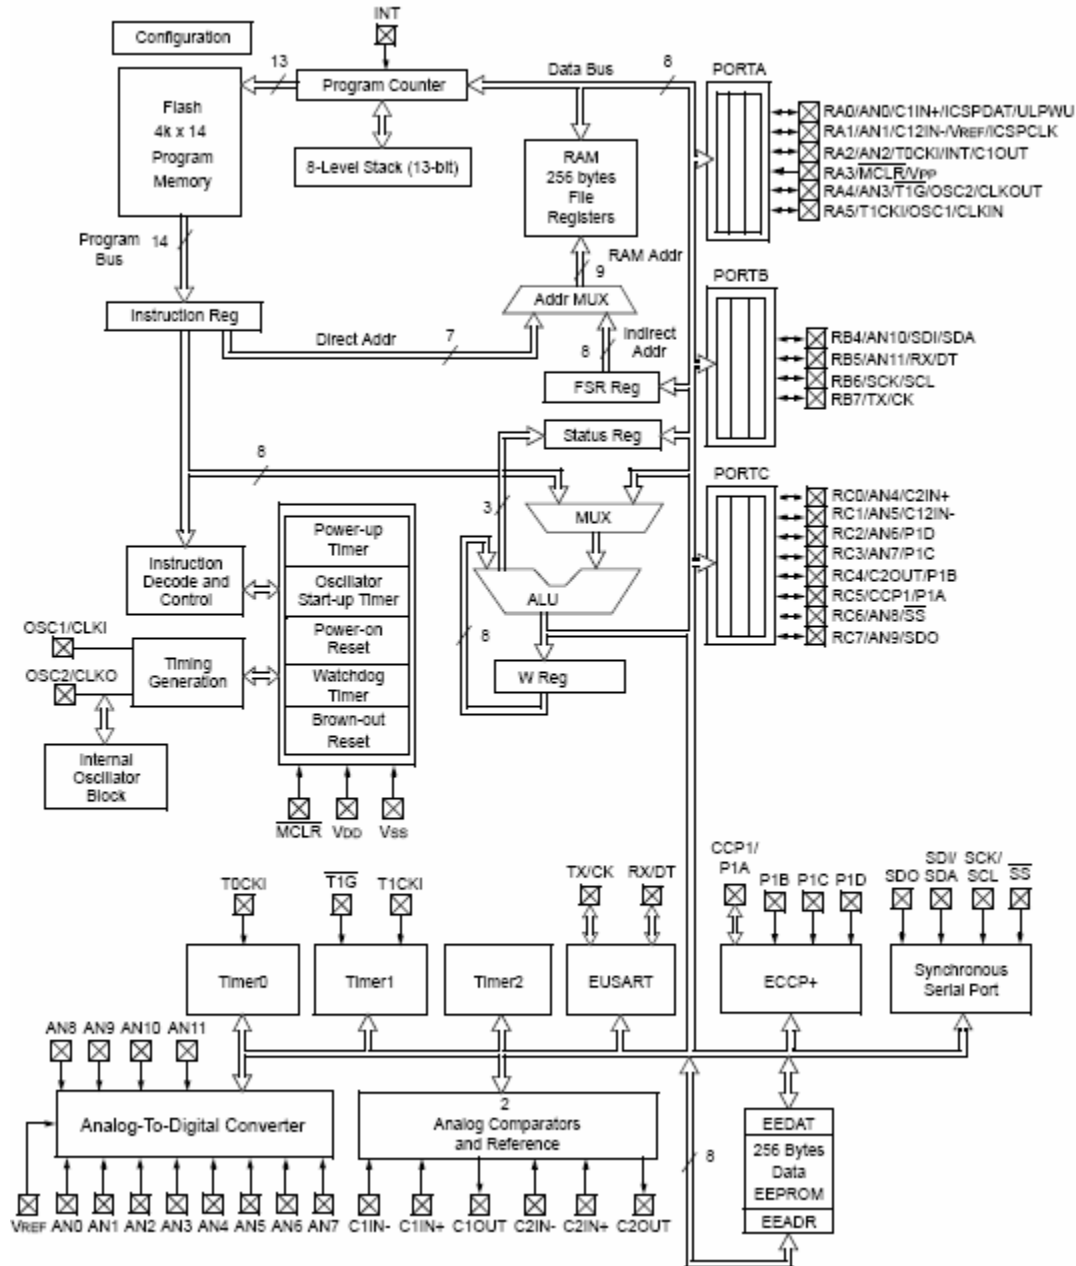 INT
Configuration
13
Program Counter
Data Bus
8
PORTA
Flash
4k x 14
Program
Memory
8-Level Stack (13-bit)
RAM
256 bytes
File
Registers
RA0/AN0/C1IN+/ICSPDAT/ULPWU
RA1/AN1/C12IN-/VREF/ICSPCLK
RA2/AN2/T0CKI/INT/C1OUT
RA3/MCLR/VPP
RA4/AN3/T1G/OSC2/CLKOUT
RA5/T1CKI/OSC1/CLKIN
Program
Bus
14
RAM Addr
9
PORTB
Addr MUX
Instruction Reg
Direct Addr
7
Indirect
Addr
8
FSR Reg
RB4/AN10/SDI/SDA
RB5/AN11/RX/DT
RB6/SCK/SCL
RB7/TX/CK
Status Reg
8
PORTC
3
MUX
RC0/AN4/C2IN+
RC1/AN5/C12IN-
RC2/AN6/P1D
RC3/AN7/P1C
RC4/C2OUT/P1B
RC5/CCP1/P1A
RC6/AN8/SS
RC7/AN9/SDO
Power-up
Timer
Instruction
Decode and
Control
Oscillator
Start-up Timer
ALU
Power-on
Reset
8
OSC1/CLKI
OSC2/CLKO
Timing
Generation
Watchdog
Timer
W Reg
Brown-out
Reset
Internal
Oscillator
Block
MCLR
VDD
VSS
T0CKI
T1G
T1CKI
TX/CK
RX/DT
CCP1/
P1A
P1B
P1C
P1D
SDO
SDI/
SDA
SCK/
SCL
SS
Timer0
Timer1
Timer2
EUSART
ECCP+
Synchronous
Serial Port
AN8
AN9
AN10
AN11
Analog-To-Digital Converter
2
Analog Comparators
and Reference
8
EEDAT
256 Bytes
Data
EEPROM
EEADR
VREF
AN0
AN1
AN2
AN3
AN4
AN5
AN6
AN7
C1IN-
C1IN+
C1OUT
C2IN-
C2IN+
C2OUT